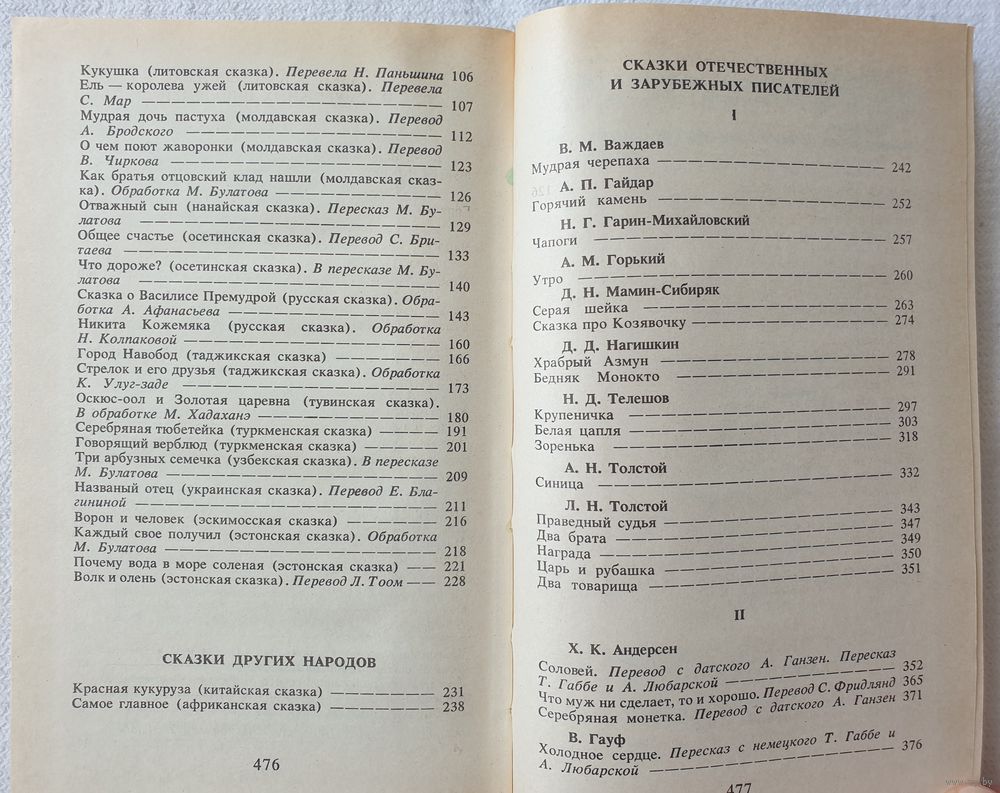 Кукушка (литовская сказка). Перевела Н. Паньшина 106
Ель — королева ужей (литовская сказка). Перевела
С. Мар 107
Мудрая дочь пастуха (молдавская сказка). Перевод
А. Бродского 112
О чем поют жаворонки (молдавская сказка). Перевод
В. Чиркова 123
Как братья отцовский клад нашли (молдавская сказ-
ка). Обработка М. Булатова 126
Отважный сын (нанайская сказка). Пересказ М. Бу-
латова 129
Общее счастье (осетинская сказка). Перевод С. Бри-
таева 133
Что дороже? (осетинская сказка). В пересказе М. Бу-
латова 140
Сказка о Василисе Премудрой (русская сказка). Обра-
ботка А. Афанасьева 143
Никита Кожемяка (русская сказка). Обработка
Н. Колпаковой 160
Город Навобод (таджикская сказка) 166
Стрелок и его друзья (таджикская сказка). Обработка
К. Улуг-заде 173
Оскюс-оол и Золотая царевна (тувинская сказка).
В обработке М. Хадаханэ 180
Серебряная тюбетейка (туркменская сказка) 191
Говорящий верблюд (туркменская сказка) 201
Три арбузных семечка (узбекская сказка). В пересказе
М. Булатова 209
Названый отец (украинская сказка). Перевод Е. Бла-
гининой 211
Ворон и человек (эскимосская сказка) 216
Каждый свое получил (эстонская сказка). Обработка
М. Булатова 218
Почему вода в море соленая (эстонская сказка) 221
Волк и олень (эстонская сказка). Перевод Л. Тоом 228
СКАЗКИ ДРУГИХ НАРОДОВ
Красная кукуруза (китайская сказка) 231
Самое главное (африканская сказка) 238
476
СКАЗКИ ОТЕЧЕСТВЕННЫХ
И ЗАРУБЕЖНЫХ ПИСАТЕЛЕЙ
I
В. М. Важдаев
Мудрая черепаха 242
А. П. Гайдар
Горячий камень 252
Н. Г. Гарин-Михайловский
Чапоги 257
А. М. Горький
Утро 260
Д. Н. Мамин-Сибиряк
Серая шейка 263
Сказка про Козявочку 274
Д. Д. Нагишкин
Храбрый Азмун 278
Бедняк Монокто 291
Н. Д. Телешов
Крупеничка 297
Белая цапля 303
Зоренька 318
А. Н. Толстой
Синица 332
Л. Н. Толстой
Праведный судья 343
Два брата 347
Награда 349
Царь и рубашка 350
Два товарища 351
II
Х. К. Андерсен
Соловей. Перевод с датского А. Ганзен. Пересказ
Т. Габбе и А. Любарской 352
Что муж ни сделает, то и хорошо. Перевод С. Фридлянд 365
Серебряная монетка. Перевод с датского А. Ганзен 371
В. Гауф
Холодное сердце. Пересказ с немецкого Т. Габбе и
А. Любарской 376
477